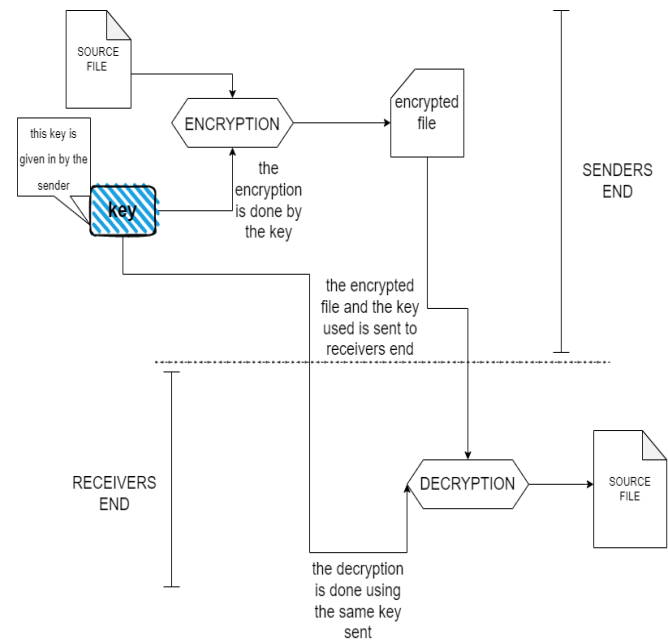 SOURCE
FILE
ENCRYPTION
encrypted
file
this key is
given in by the
sender
key
the
encryption
is done by
the key
SENDERS
END
the encrypted
file and the key
used is sent to
receivers end
RECEIVERS
END
DECRYPTION
SOURCE
FILE
the decryption
is done using
the same key
sent